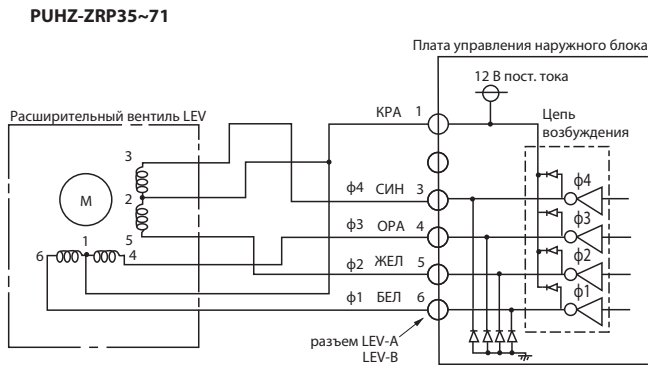 PUHZ-ZRP35~71
Плата управления наружного блока
12 В пост. тока
Расширительный вентиль LEV
КРА 1
Цепь
возбуждения
3
M
2
ϕ4 СИН 3
ϕ4
1
5
6
4
ϕ3 ОРА 4
ϕ3
ϕ2 ЖЕЛ 5
ϕ2
ϕ1 БЕЛ 6
ϕ1
разъем LEV-A
LEV-B